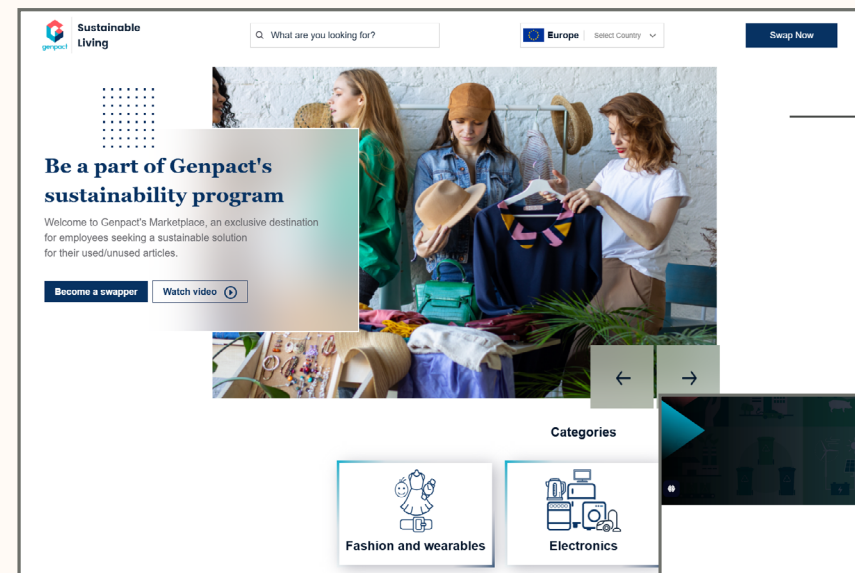 genpact
Sustainable
Living
What are you looking for?
Europe
Select Country
Swap Now
Be a part of Genpact's
sustainability program
Welcome to Genpact's Marketplace, an exclusive destination
for employees seeking a sustainable solution
for their used/unused articles.
Become a swapper
Watch video
Categories
Fashion and wearables
Electronics